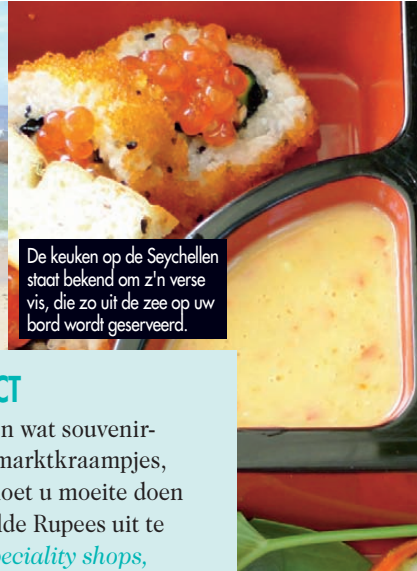 De keuken op de Seychellen
staat bekend om z'n verse
vis, die zo uit de zee op uw
bord wordt geserveerd.
CT
n wat souvenir-
marktkraampjes,
oet u moeite doen
lde Rupees uit te
eciality shops,